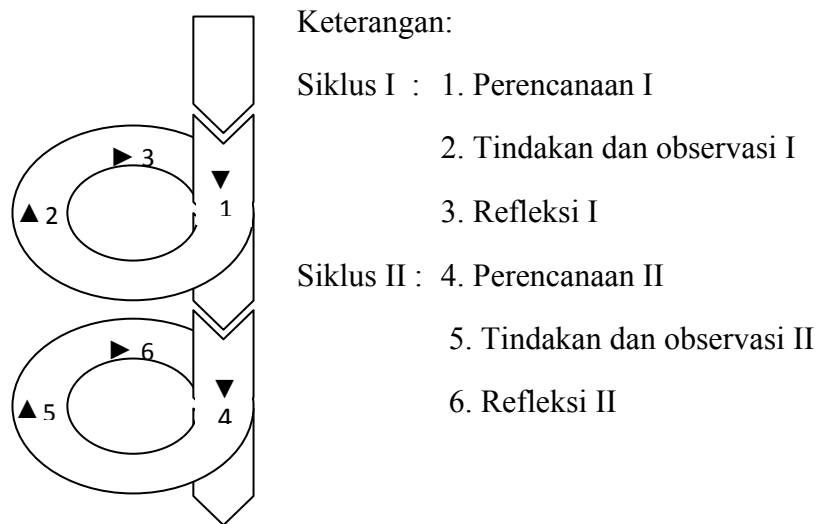 Keterangan:
Siklus I : 1. Perencanaan I
2. Tindakan dan observasi I
3. Refleksi I
Siklus II : 4. Perencanaan II
5. Tindakan dan observasi II
6. Refleksi II
▶ 3
▼
▲ 2
1
▶ 6
▼
▲ 5
4